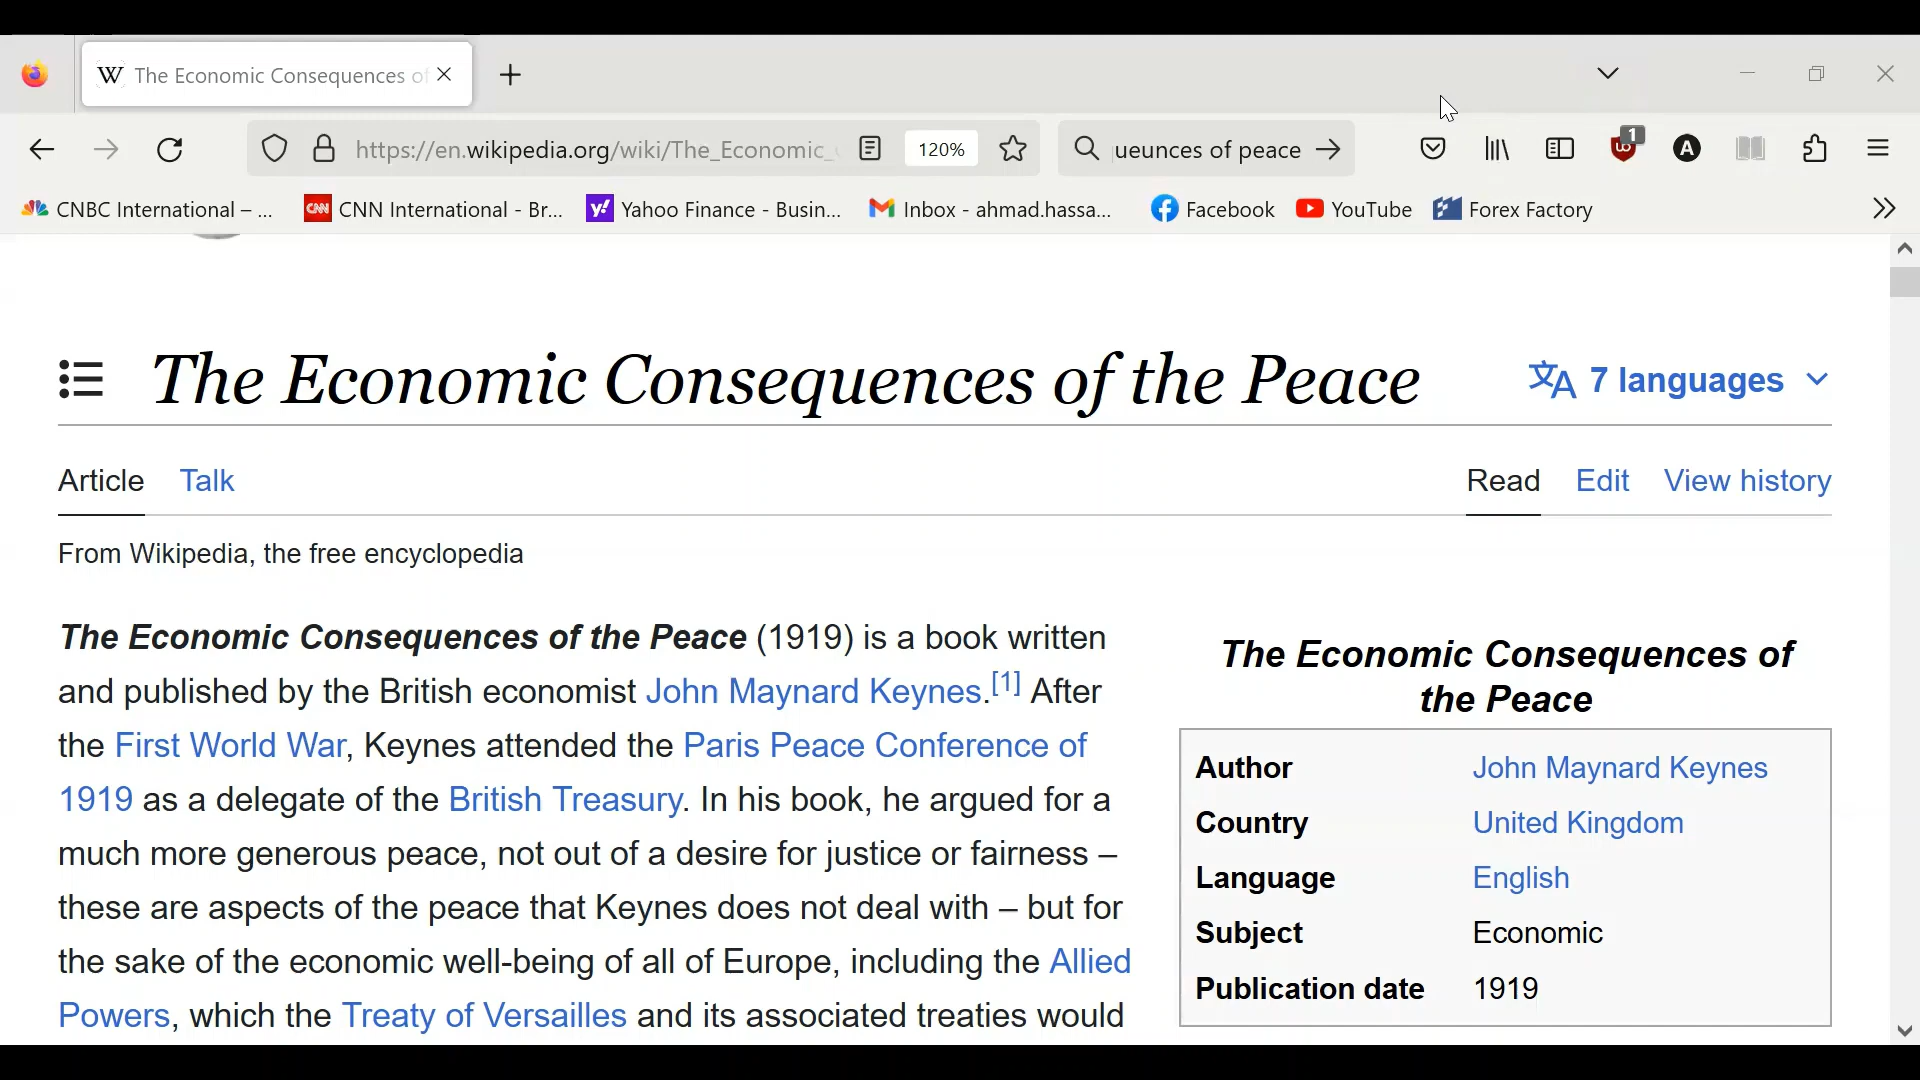 W The Economic Consequences of
https://en.wikipedia.org/wiki/The_Economic_ 120% ueunces of peace 1 A
CNBC International – ... CNN International - Br... Yahoo Finance - Busin... Inbox - ahmad.hassa... Facebook YouTube Forex Factory
The Economic Consequences of the Peace 文A 7 languages
Article Talk Read Edit View history
From Wikipedia, the free encyclopedia
The Economic Consequences of the Peace (1919) is a book written
and published by the British economist John Maynard Keynes.[1] After
the First World War, Keynes attended the Paris Peace Conference of
1919 as a delegate of the British Treasury. In his book, he argued for a
much more generous peace, not out of a desire for justice or fairness –
these are aspects of the peace that Keynes does not deal with – but for
the sake of the economic well-being of all of Europe, including the Allied
Powers, which the Treaty of Versailles and its associated treaties would
The Economic Consequences of
the Peace
Author John Maynard Keynes
Country United Kingdom
Language English
Subject Economic
Publication date 1919